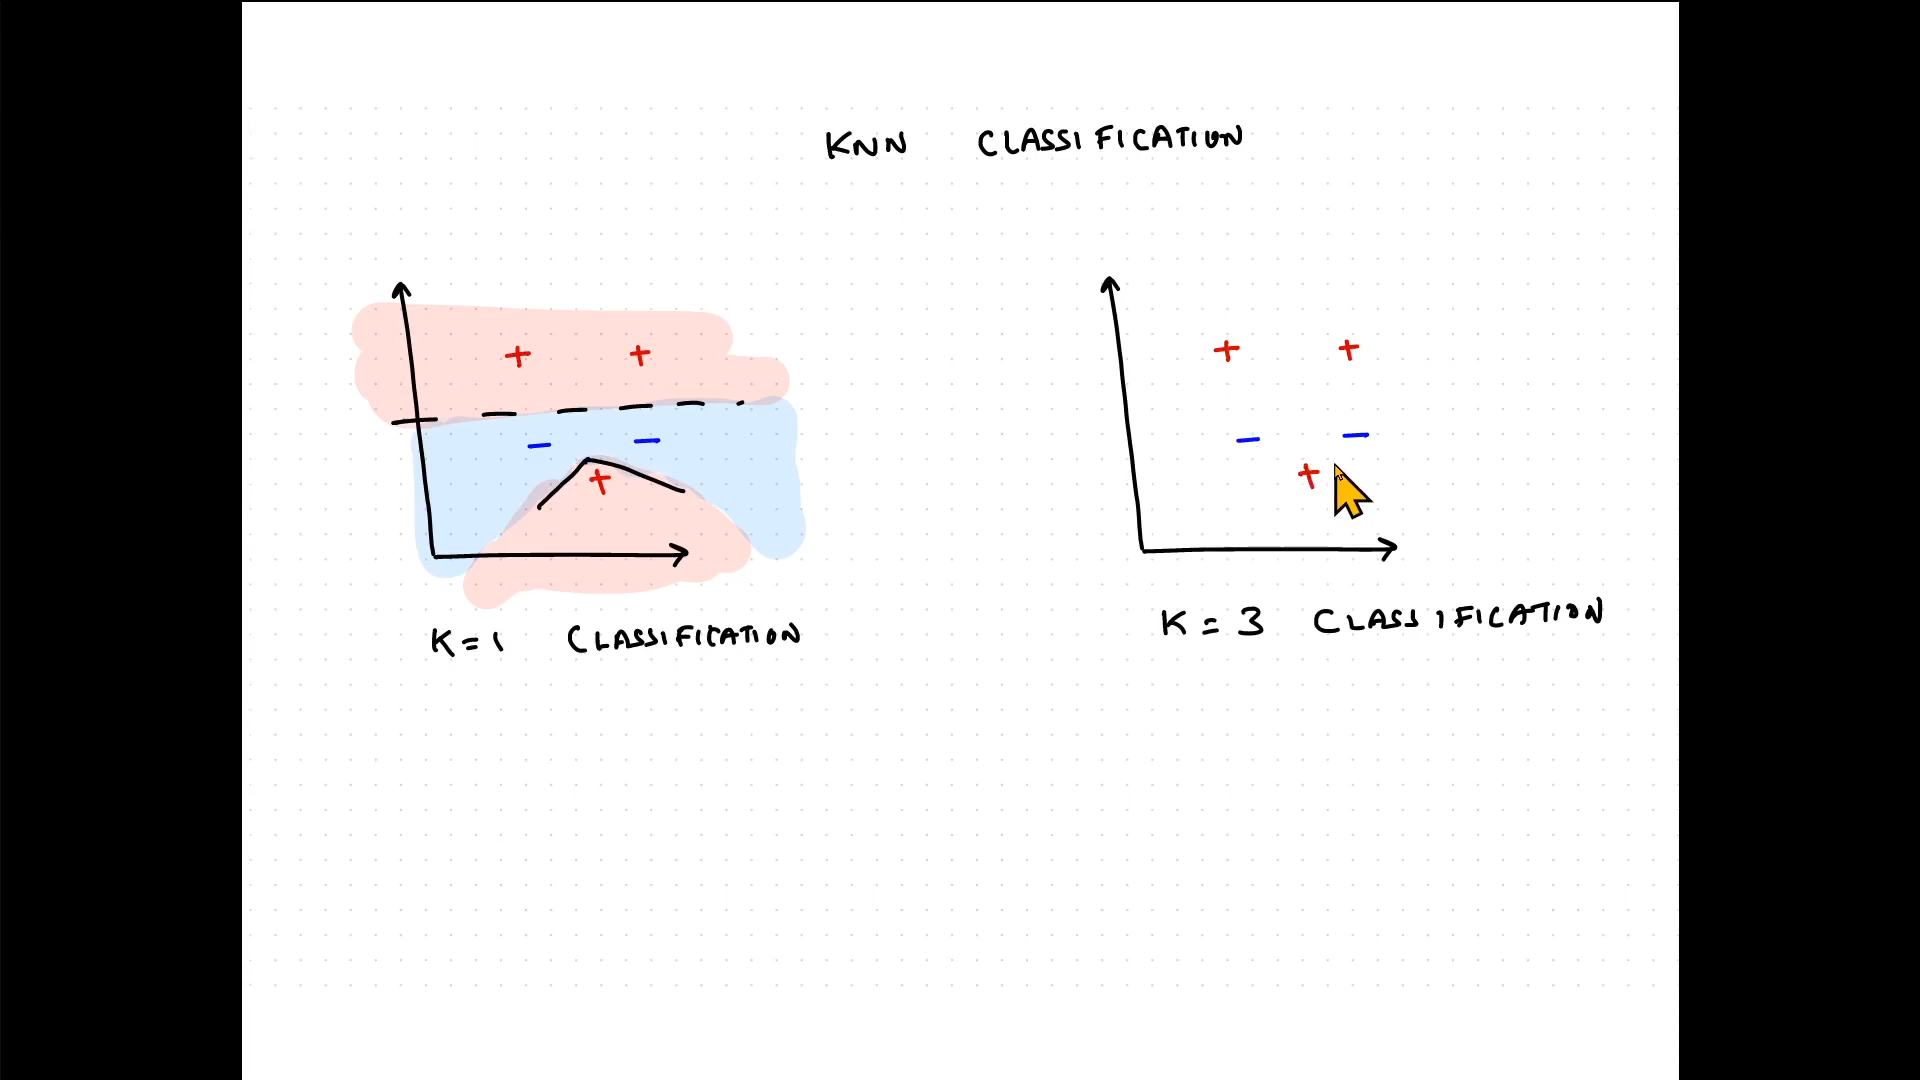 KNN CLASSIFICATION
+ +
- -
+
K=1 CLASSIFICATION
+ +
- -
+
K = 3 CLASSIFICATION